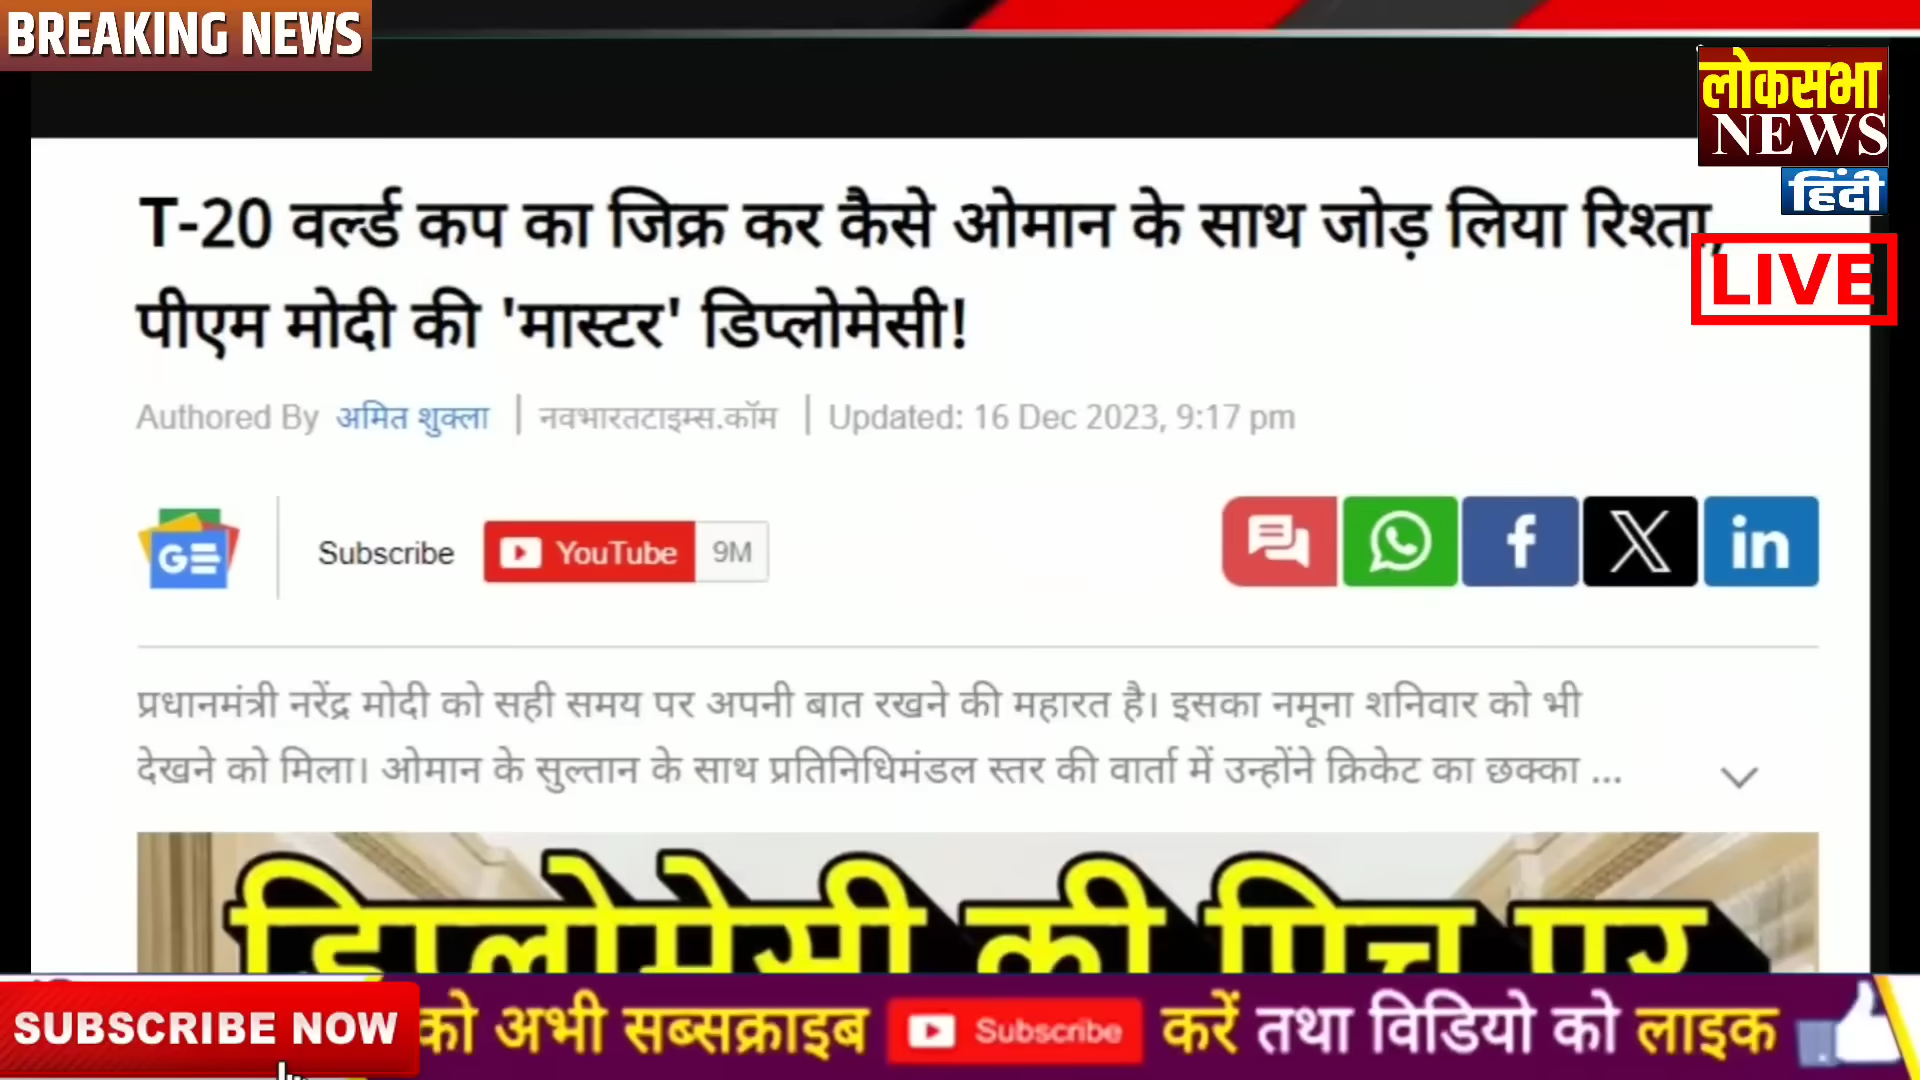 BREAKING NEWS
लोकसभा
NEWS
हिंदी
LIVE
T-20 वर्ल्ड कप का जिक्र कर कैसे ओमान के साथ जोड़ लिया रिश्ता,
पीएम मोदी की 'मास्टर' डिप्लोमेसी!
Authored By अमित शुक्ला | नवभारतटाइम्स.कॉम | Updated: 16 Dec 2023, 9:17 pm
Subscribe YouTube 9M
प्रधानमंत्री नरेंद्र मोदी को सही समय पर अपनी बात रखने की महारत है। इसका नमूना शनिवार को भी
देखने को मिला। ओमान के सुल्तान के साथ प्रतिनिधिमंडल स्तर की वार्ता में उन्होंने क्रिकेट का छक्का ...
डिप्लोमेसी की पिच पर
SUBSCRIBE NOW को अभी सब्सक्राइब Subscribe करें तथा विडियो को लाइक